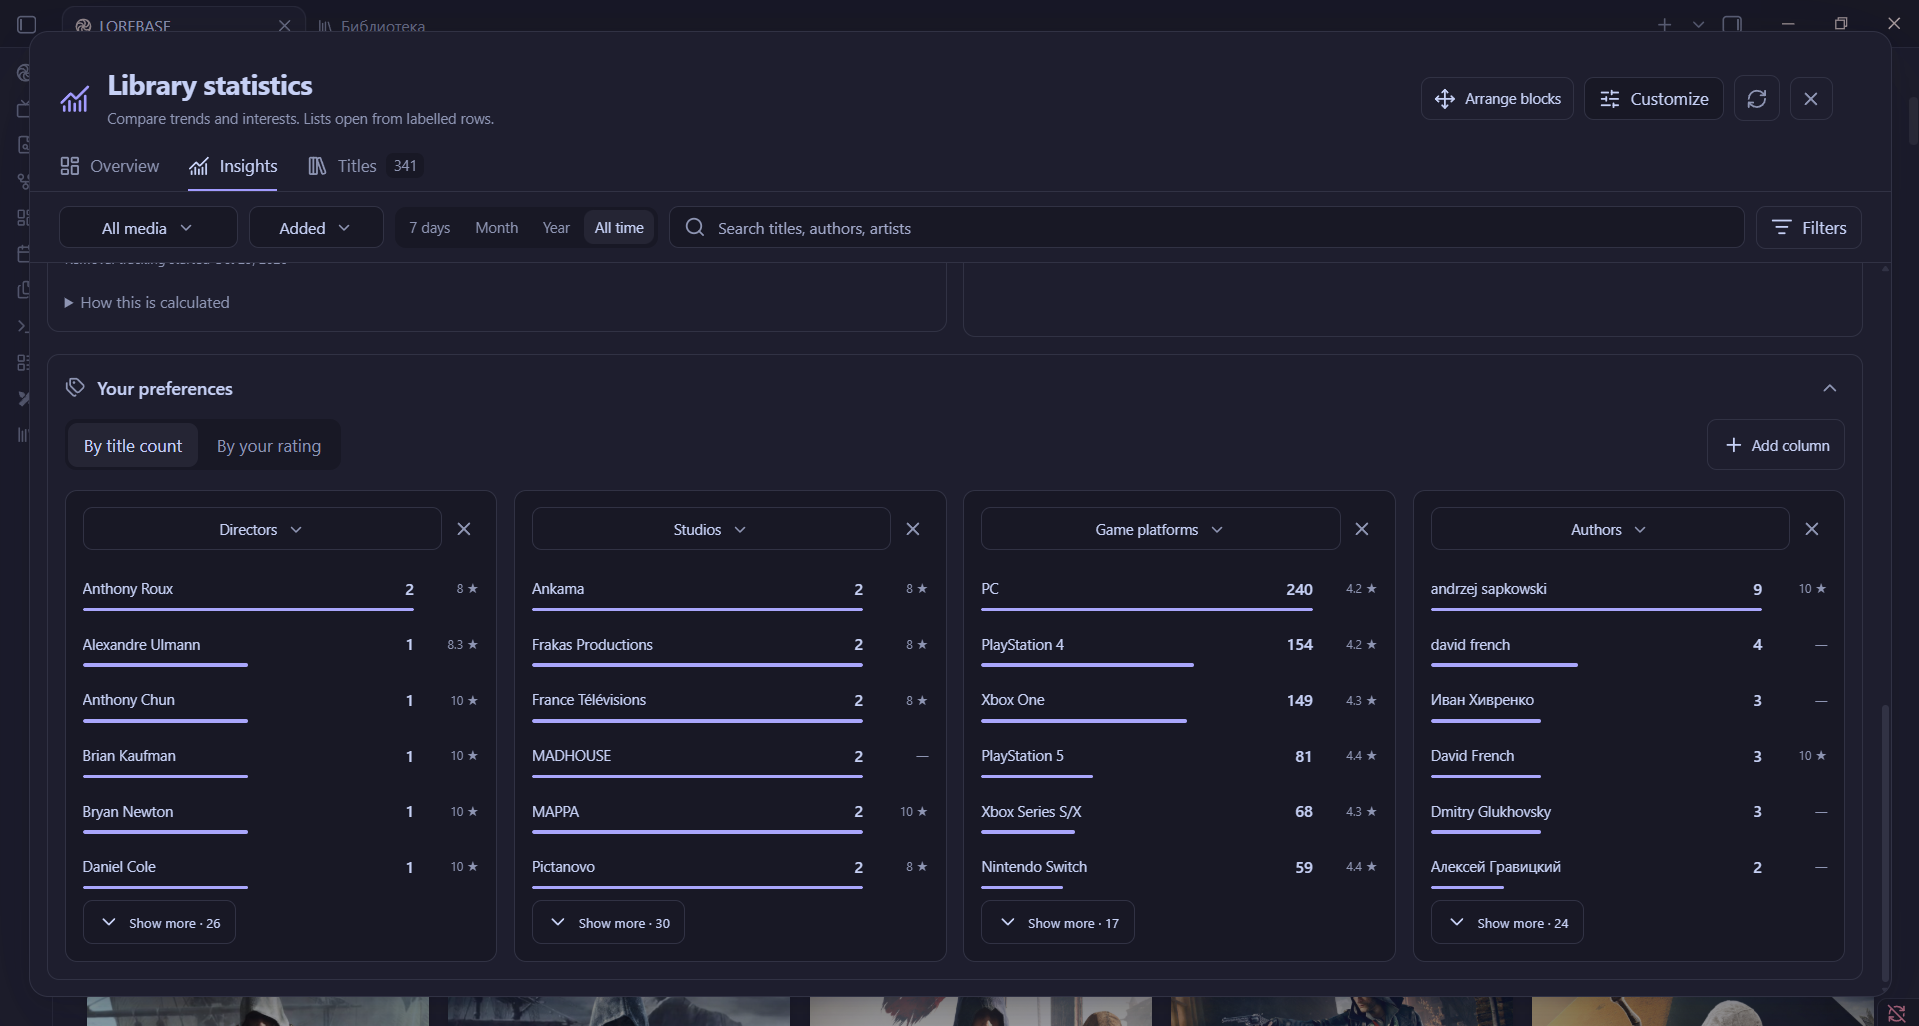 LOREBASE
Библиотека
Library statistics
Compare trends and interests. Lists open from labelled rows.
Arrange blocks
Customize
Overview
Insights
Titles 341
All media
Added
7 days
Month
Year
All time
Search titles, authors, artists
Filters
How this is calculated
Your preferences
By title count
By your rating
Add column
Directors
Anthony Roux 2 8 ★
Alexandre Ulmann 1 8.3 ★
Anthony Chun 1 10 ★
Brian Kaufman 1 10 ★
Bryan Newton 1 10 ★
Daniel Cole 1 10 ★
Show more · 26
Studios
Ankama 2 8 ★
Frakas Productions 2 8 ★
France Télévisions 2 8 ★
MADHOUSE 2 —
MAPPA 2 10 ★
Pictanovo 2 8 ★
Show more · 30
Game platforms
PC 240 4.2 ★
PlayStation 4 154 4.2 ★
Xbox One 149 4.3 ★
PlayStation 5 81 4.4 ★
Xbox Series S/X 68 4.3 ★
Nintendo Switch 59 4.4 ★
Show more · 17
Authors
andrzej sapkowski 9 10 ★
david french 4 —
Иван Хивренко 3 —
David French 3 10 ★
Dmitry Glukhovsky 3 —
Алексей Гравицкий 2 —
Show more · 24